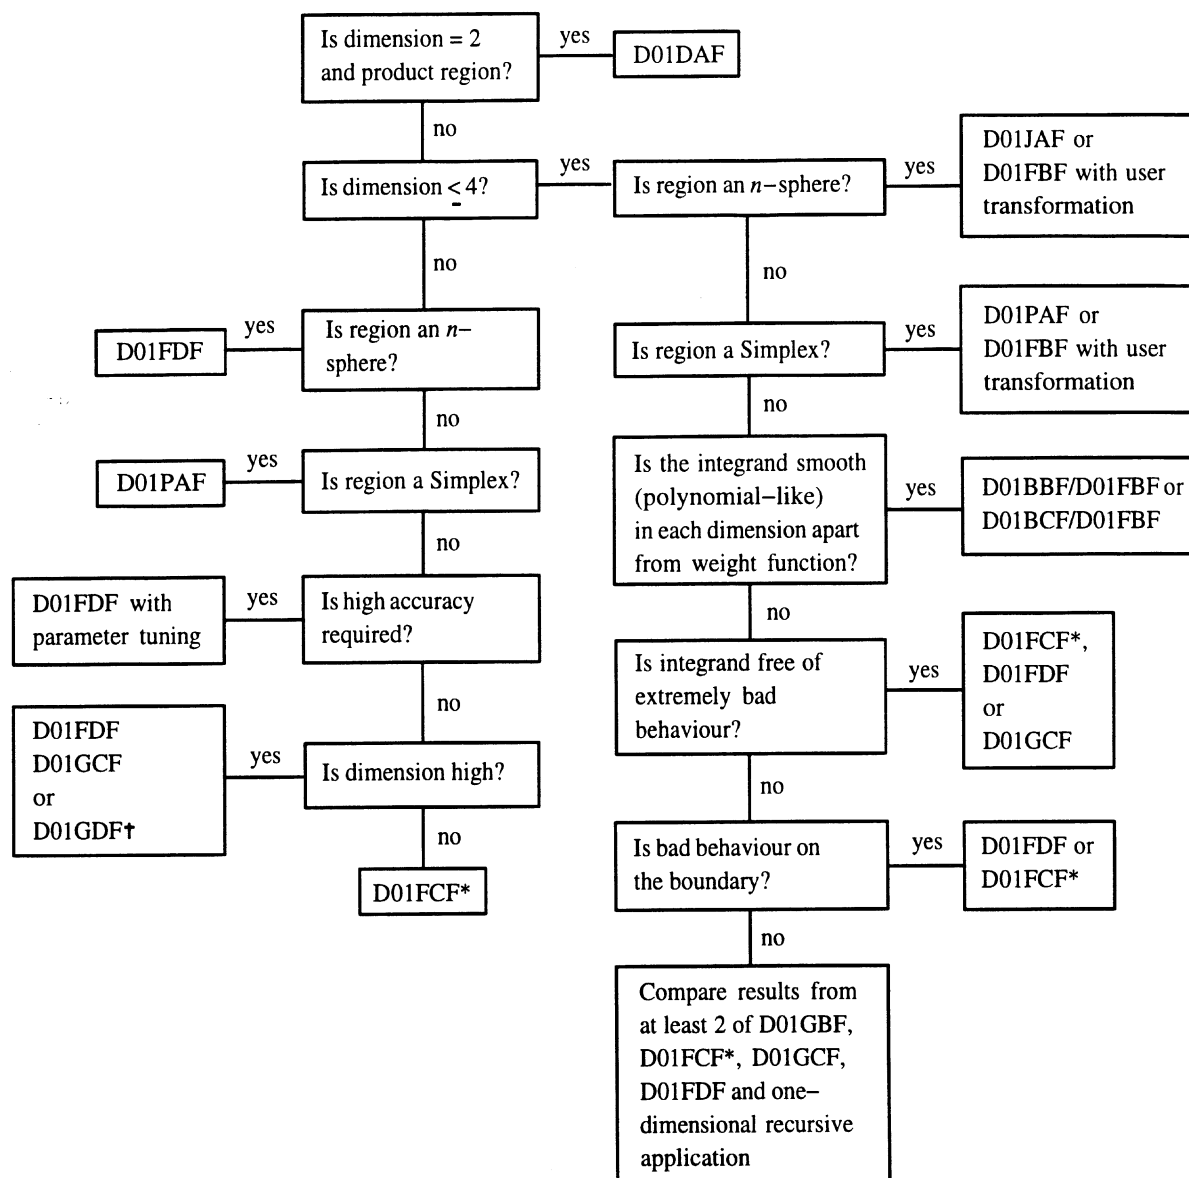 Is dimension = 2
and product region?
yes
D01DAF
no
Is dimension ≤ 4?
yes
Is region an n–sphere?
yes
D01JAF or
D01FBF with user
transformation
no
no
Is region an n–
sphere?
yes
D01FDF
Is region a Simplex?
yes
D01PAF or
D01FBF with user
transformation
no
no
Is region a Simplex?
yes
D01PAF
Is the integrand smooth
(polynomial–like)
in each dimension apart
from weight function?
yes
D01BBF/D01FBF or
D01BCF/D01FBF
no
no
Is high accuracy
required?
yes
D01FDF with
parameter tuning
Is integrand free of
extremely bad
behaviour?
yes
D01FCF*,
D01FDF
or
D01GCF
no
no
Is dimension high?
yes
D01FDF
D01GCF
or
D01GDF†
no
D01FCF*
Is bad behaviour on
the boundary?
yes
D01FDF or
D01FCF*
no
Compare results from
at least 2 of D01GBF,
D01FCF*, D01GCF,
D01FDF and one–
dimensional recursive
application